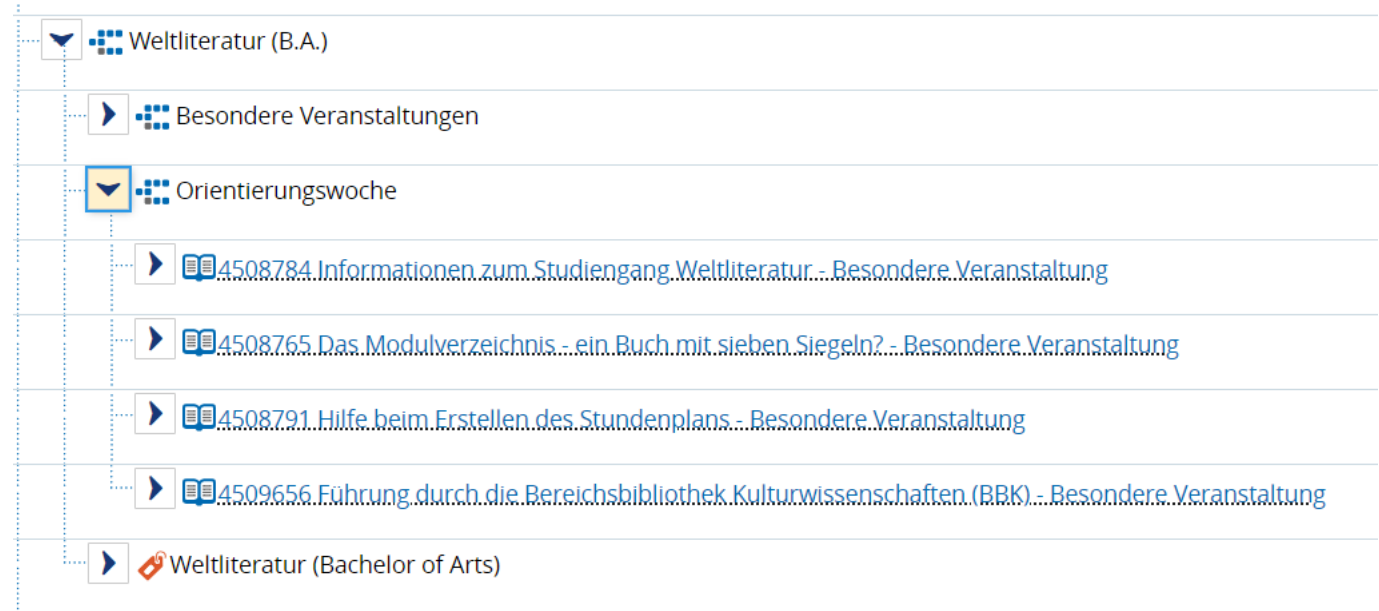 Weltliteratur (B.A.)
Besondere Veranstaltungen
Orientierungswoche
4508784 Informationen zum Studiengang Weltliteratur - Besondere Veranstaltung
4508765 Das Modulverzeichnis - ein Buch mit sieben Siegeln? - Besondere Veranstaltung
4508791 Hilfe beim Erstellen des Stundenplans - Besondere Veranstaltung
4509656 Führung durch die Bereichsbibliothek Kulturwissenschaften (BBK) - Besondere Veranstaltung
Weltliteratur (Bachelor of Arts)